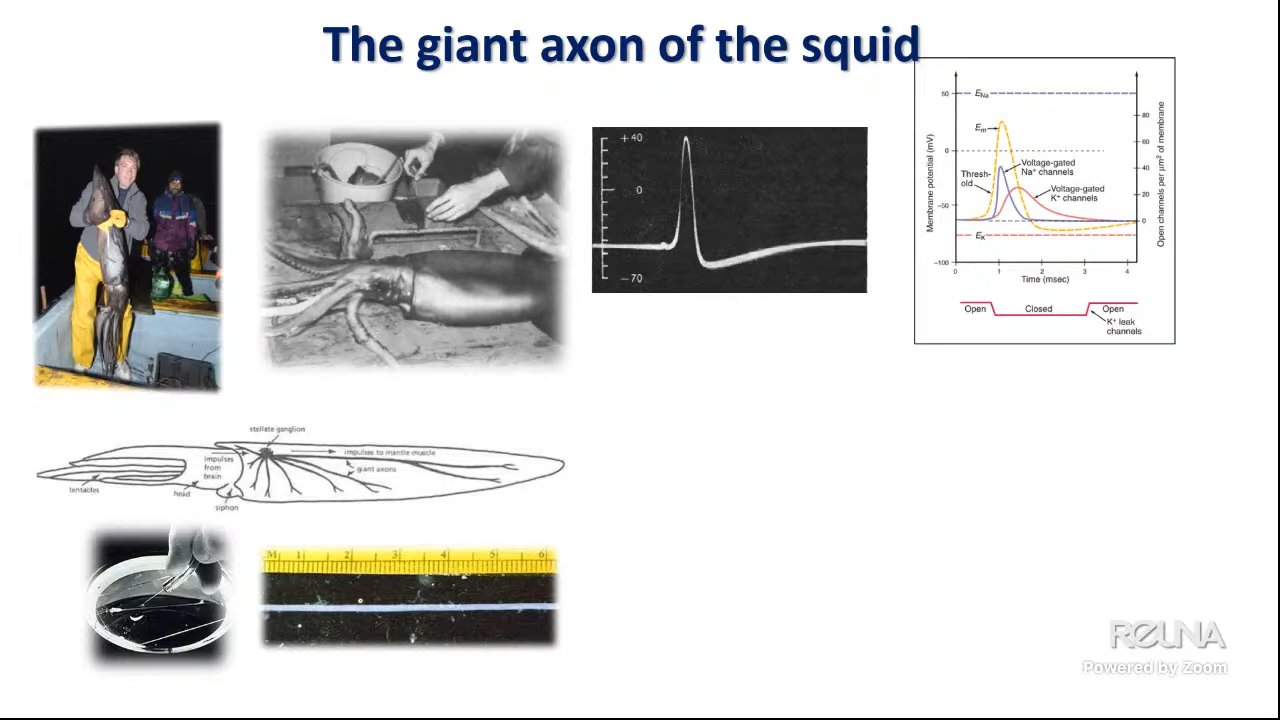 The giant axon of the squid
+40
0
−70
50
0
−50
−100
Membrane potential (mV)
E_Na
E_m
Thresh-
old
Voltage-gated
Na⁺ channels
Voltage-gated
K⁺ channels
E_K
80
60
40
20
0
Open channels per μm² of membrane
0
1
2
3
4
Time (msec)
Open
Closed
Open
K⁺ leak
channels
stellate ganglion
impulses
from
brain
impulses to mantle muscle
giant axons
tentacles
head
siphon
M 1 2 3 4 5 6
REUNA
Powered by Zoom